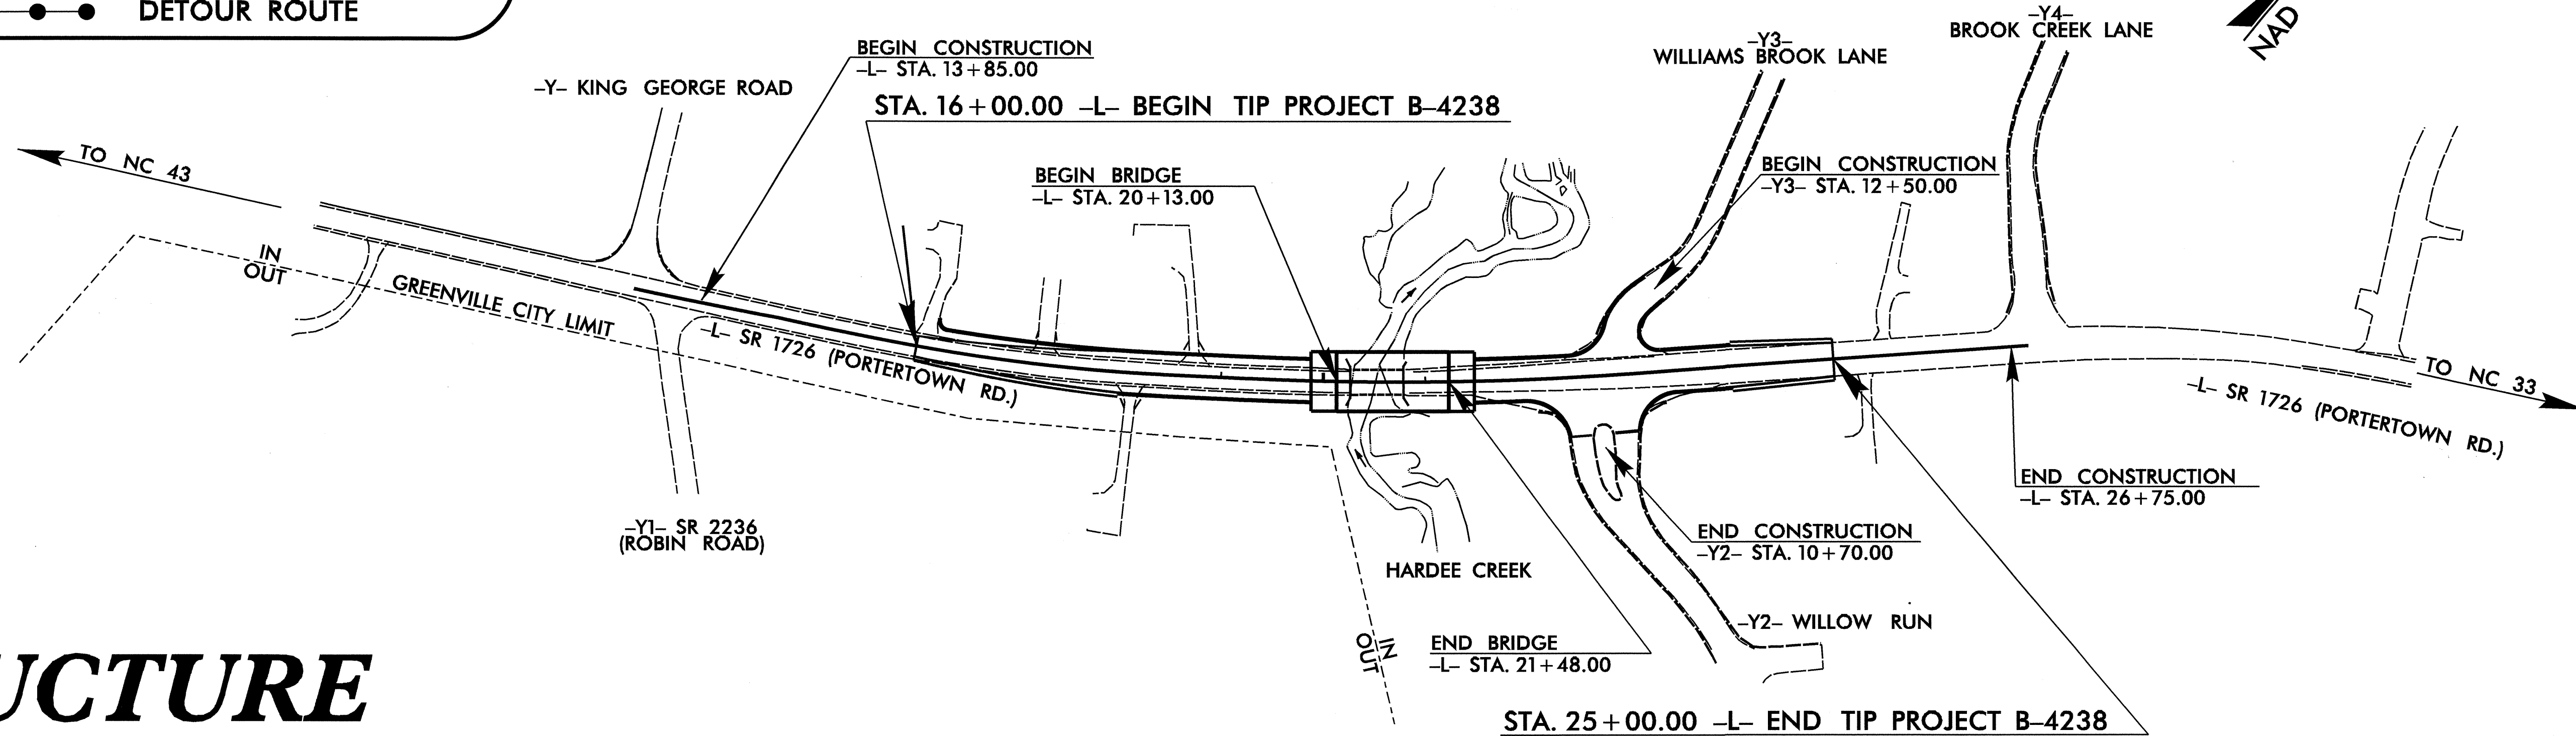 DETOUR ROUTE
NAD
-Y4-
BROOK CREEK LANE
-Y3-
WILLIAMS BROOK LANE
BEGIN CONSTRUCTION
-L- STA. 13+85.00
-Y- KING GEORGE ROAD
STA. 16+00.00 -L- BEGIN TIP PROJECT B-4238
TO NC 43
BEGIN BRIDGE
-L- STA. 20+13.00
BEGIN CONSTRUCTION
-Y3- STA. 12+50.00
IN
OUT
GREENVILLE CITY LIMIT
-L- SR 1726 (PORTERTOWN RD.)
TO NC 33
-L- SR 1726 (PORTERTOWN RD.)
END CONSTRUCTION
-L- STA. 26+75.00
-Y1- SR 2236
(ROBIN ROAD)
END CONSTRUCTION
-Y2- STA. 10+70.00
HARDEE CREEK
-Y2- WILLOW RUN
IN
OUT
END BRIDGE
-L- STA. 21+48.00
UCTURE
STA. 25+00.00 -L- END TIP PROJECT B-4238